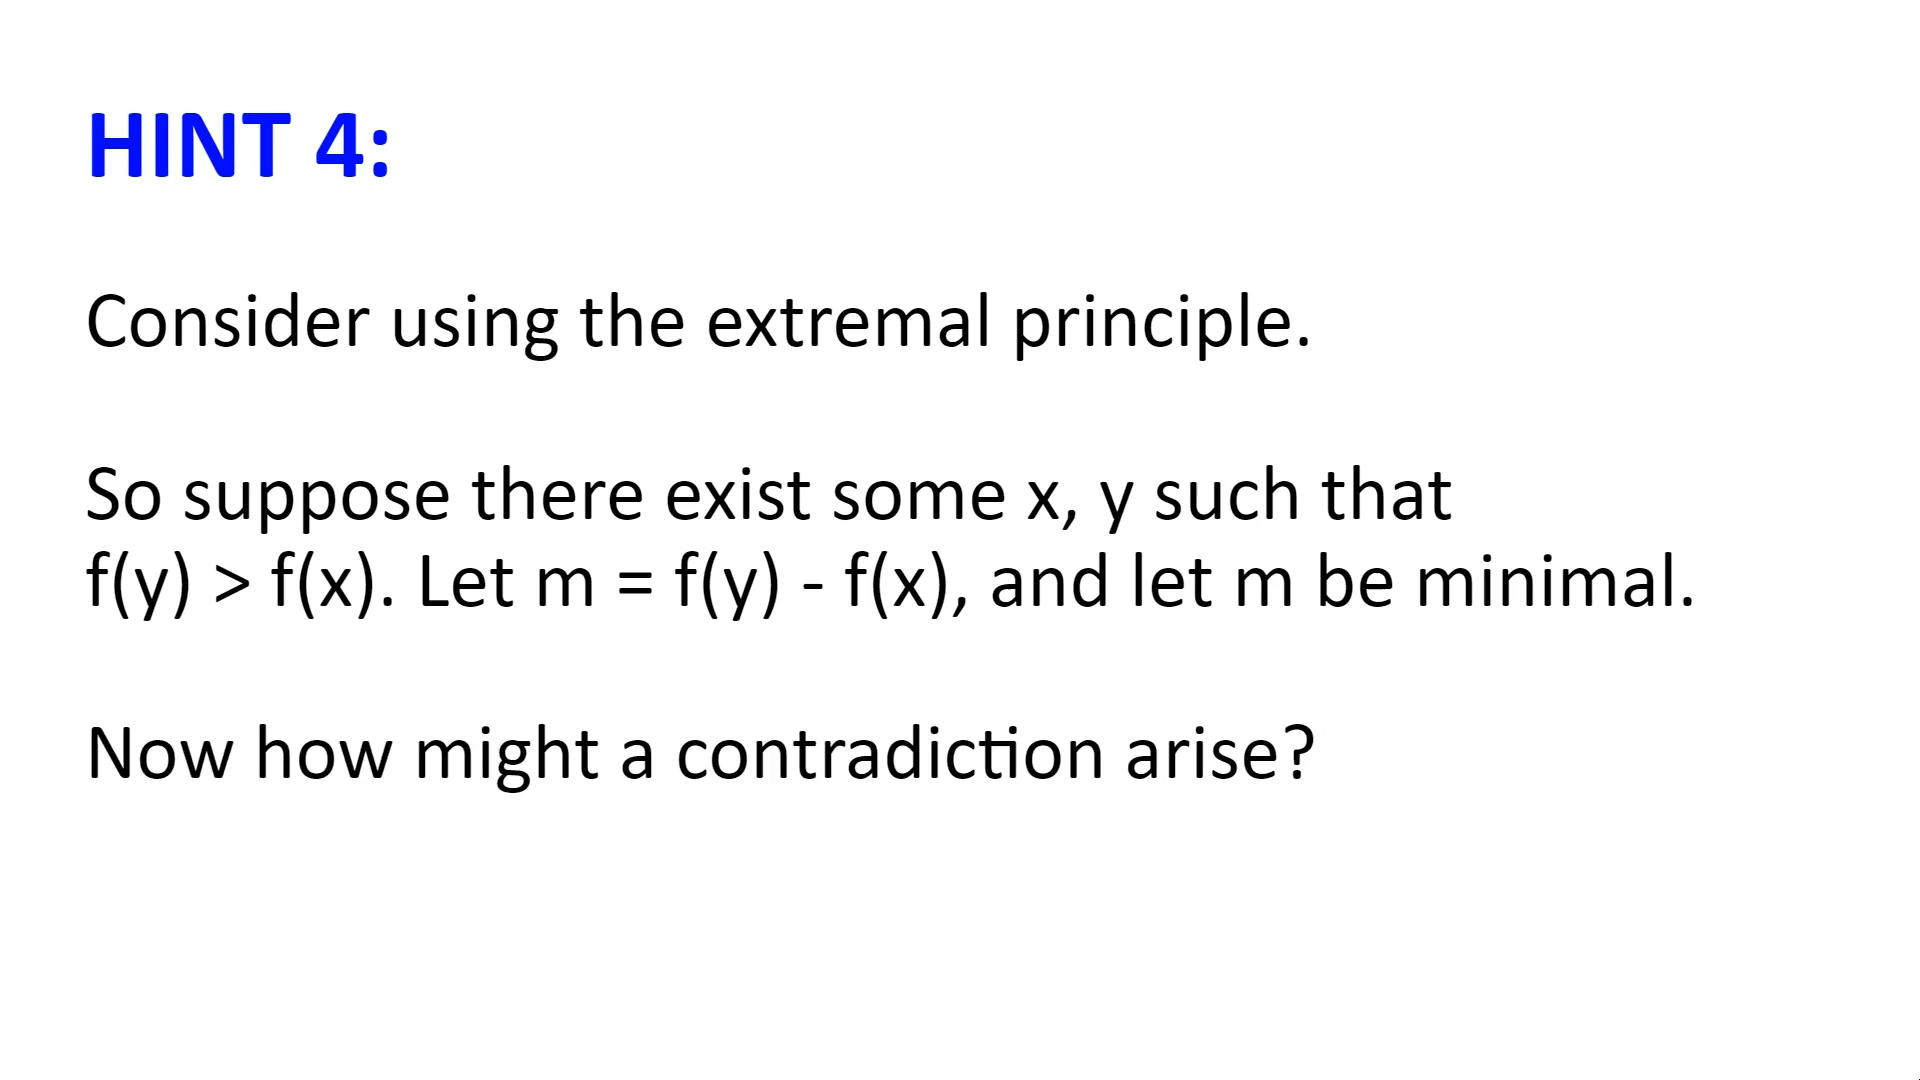 HINT 4:
Consider using the extremal principle.
So suppose there exist some x, y such that
f(y) > f(x). Let m = f(y) - f(x), and let m be minimal.
Now how might a contradiction arise?